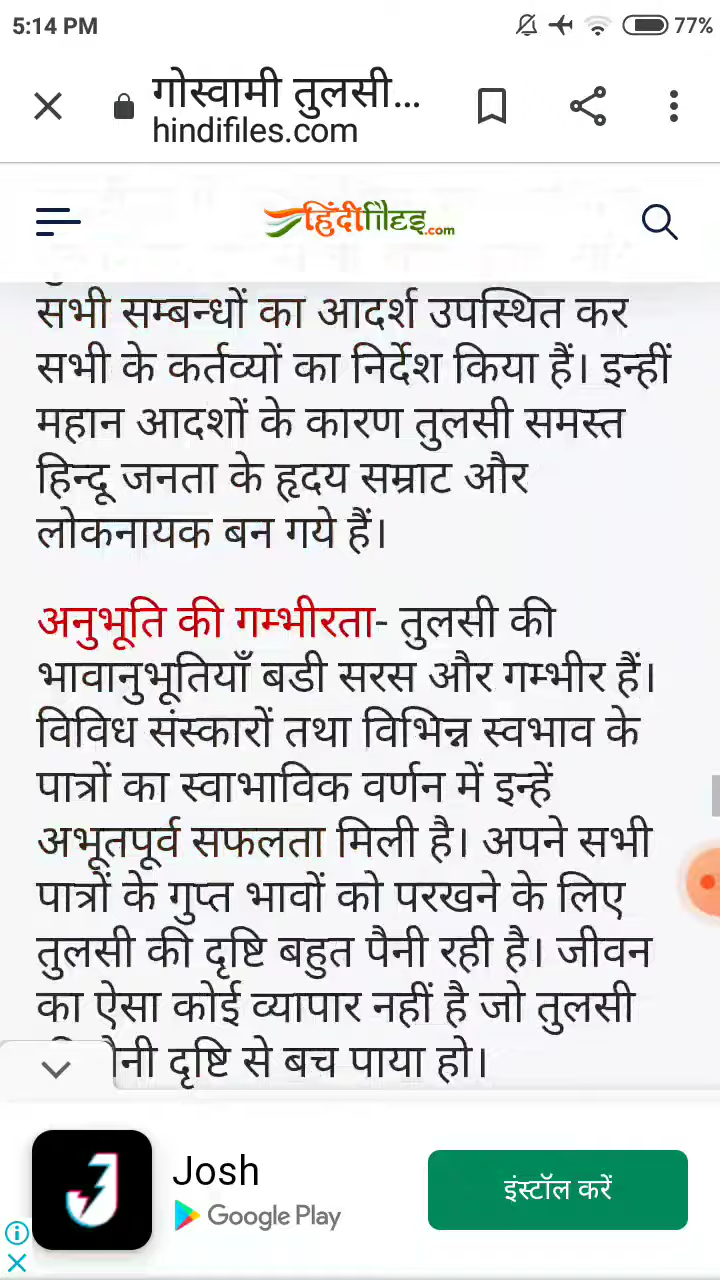 5:14 PM
77%
गोस्वामी तुलसी...
hindifiles.com
हिंदीfiles.com
सभी सम्बन्धों का आदर्श उपस्थित कर
सभी के कर्तव्यों का निर्देश किया हैं। इन्हीं
महान आदशों के कारण तुलसी समस्त
हिन्दू जनता के हृदय सम्राट और
लोकनायक बन गये हैं।
अनुभूति की गम्भीरता- तुलसी की
भावानुभूतियाँ बडी सरस और गम्भीर हैं।
विविध संस्कारों तथा विभिन्न स्वभाव के
पात्रों का स्वाभाविक वर्णन में इन्हें
अभूतपूर्व सफलता मिली है। अपने सभी
पात्रों के गुप्त भावों को परखने के लिए
तुलसी की दृष्टि बहुत पैनी रही है। जीवन
का ऐसा कोई व्यापार नहीं है जो तुलसी
दृष्टि से बच पाया हो।
Josh
Google Play
इंस्टॉल करें